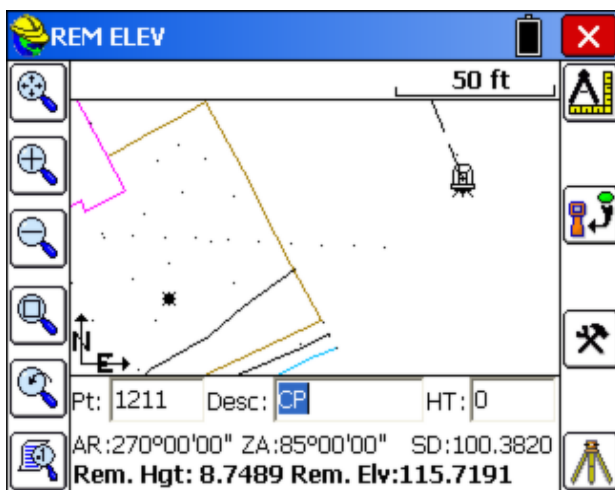 REM ELEV
50 ft
N
E
Pt: 1211 Desc: CP HT: 0
AR:270°00'00" ZA:85°00'00" SD:100.3820
Rem. Hgt: 8.7489 Rem. Elv:115.7191